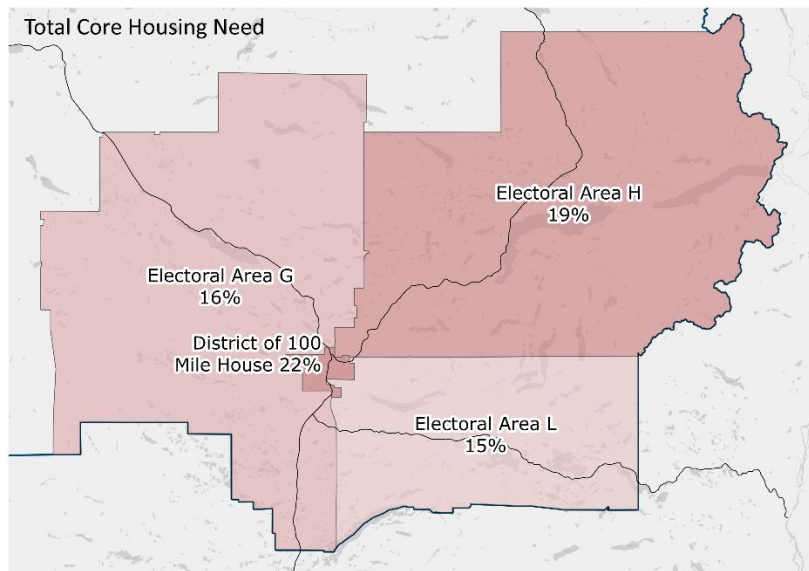 Total Core Housing Need
Electoral Area H
19%
Electoral Area G
16%
District of 100
Mile House 22%
Electoral Area L
15%